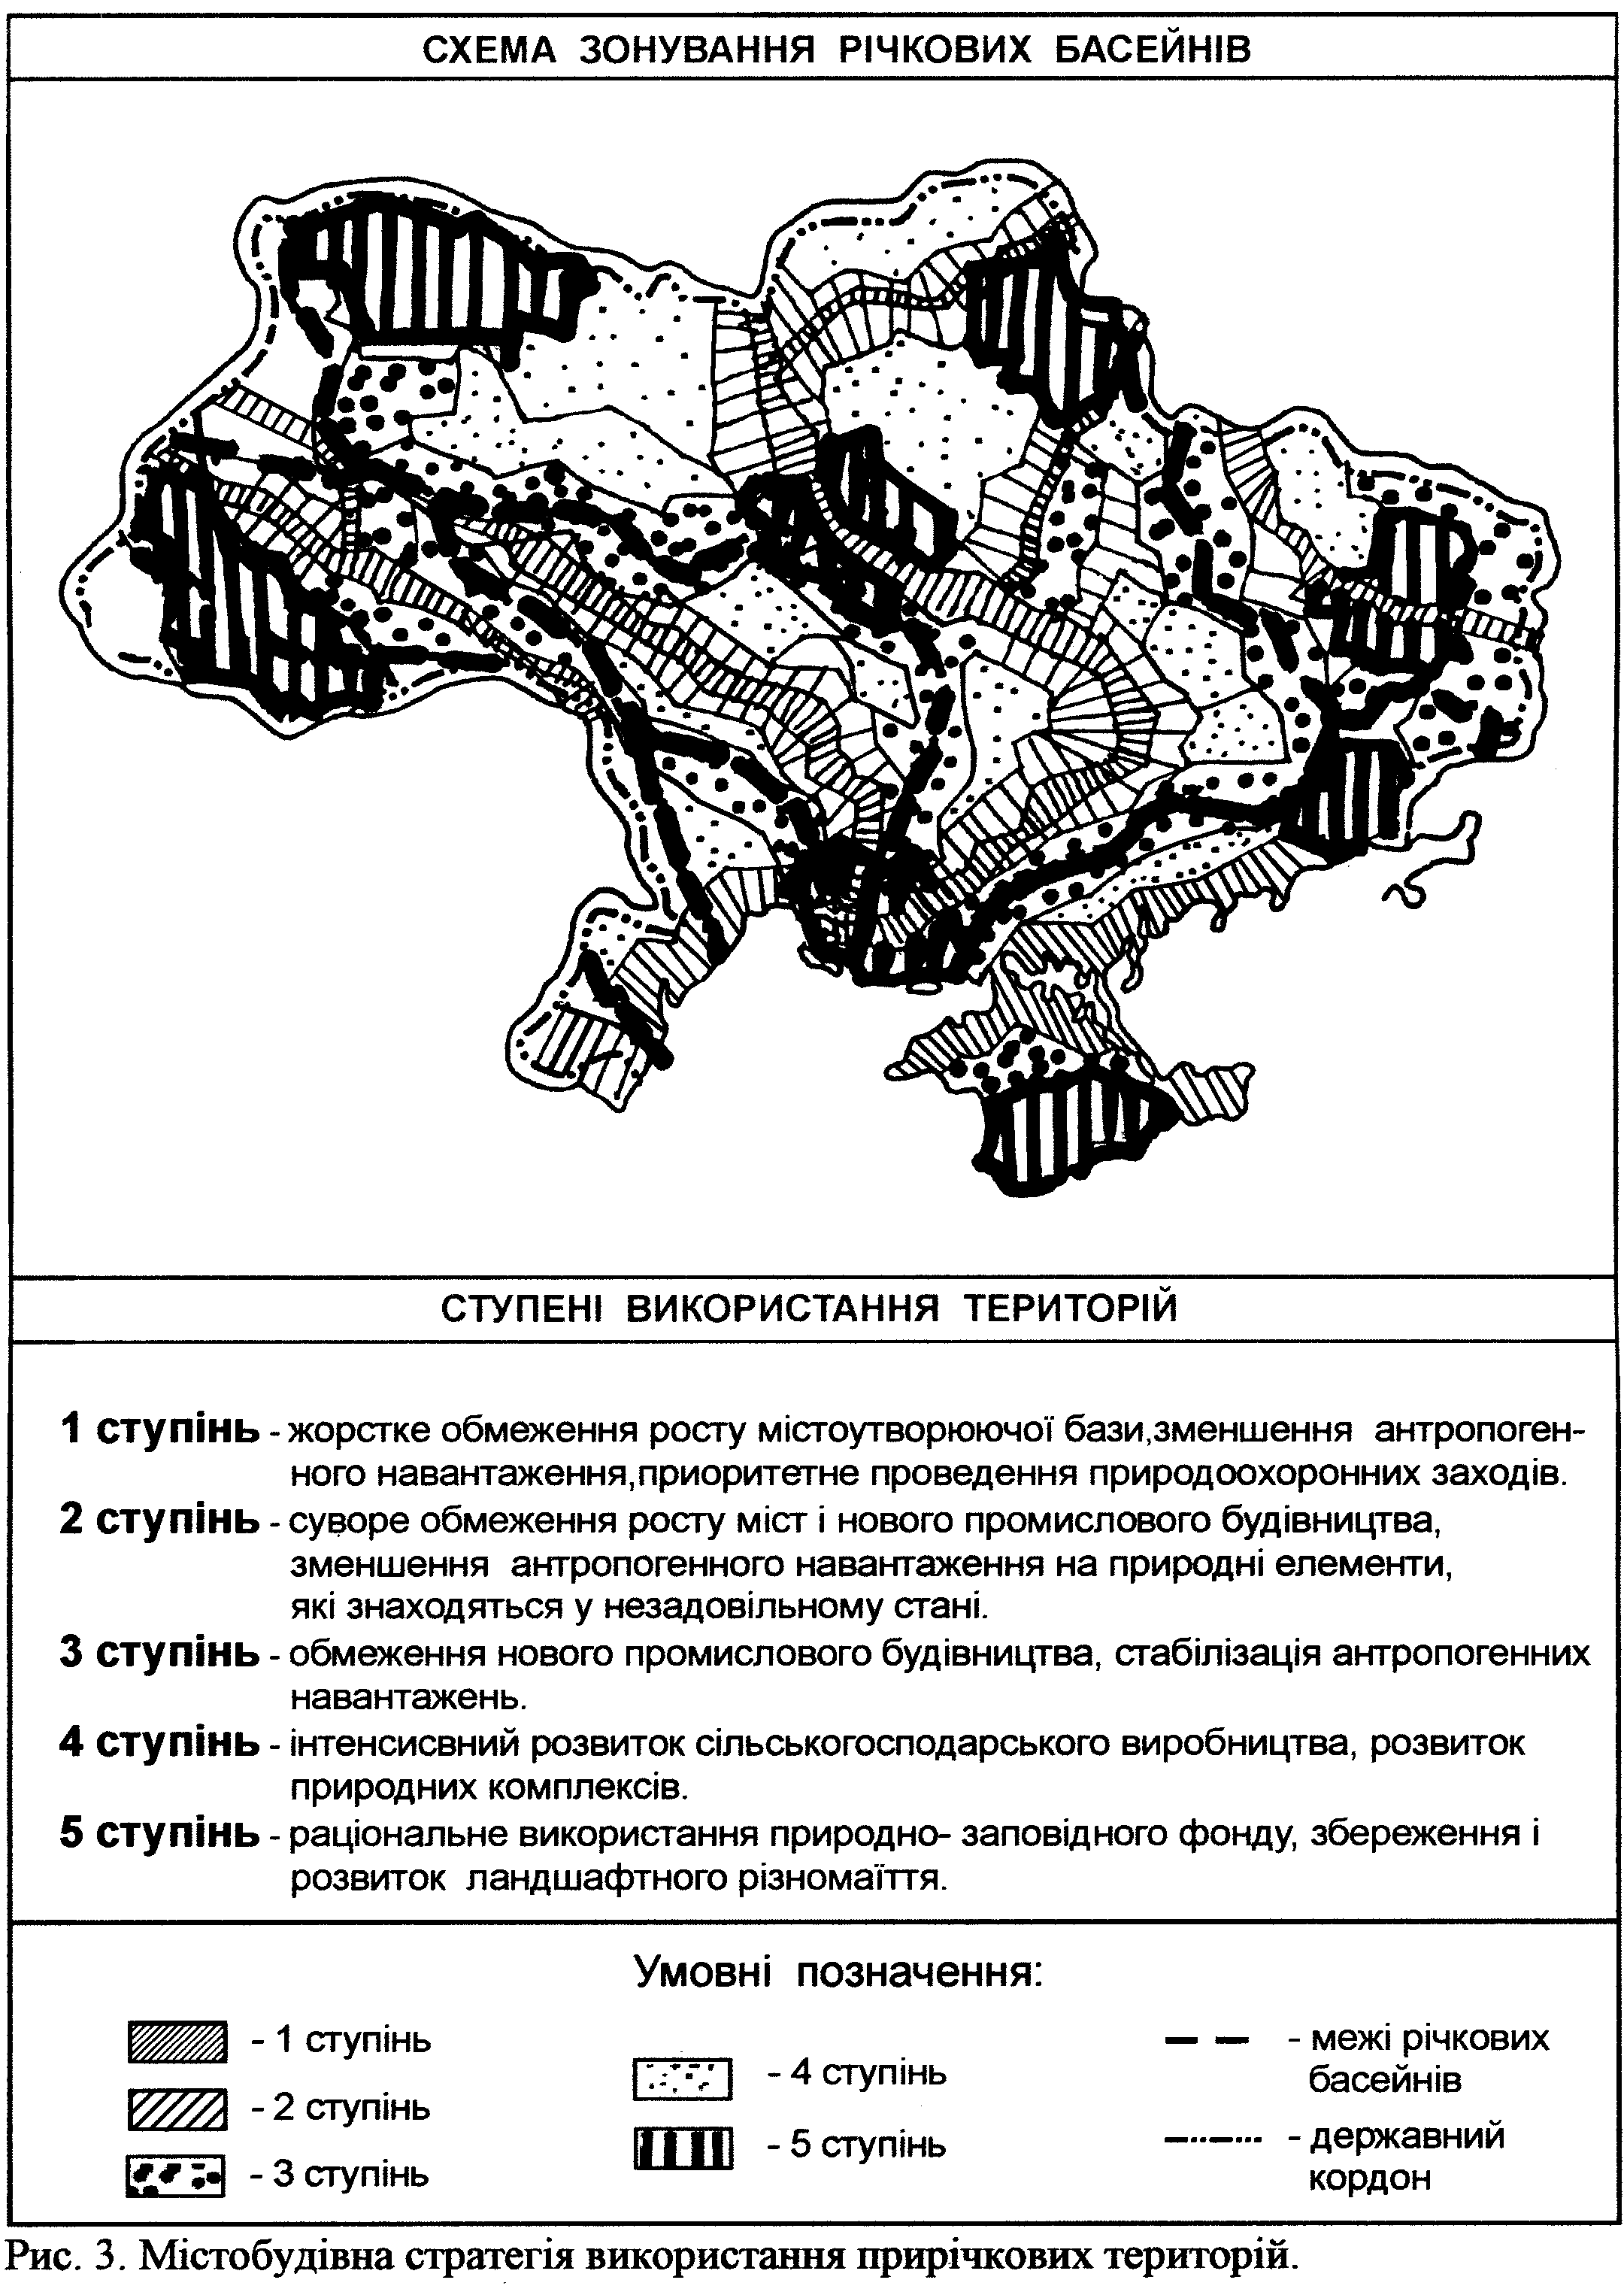 СХЕМА ЗОНУВАННЯ РІЧКОВИХ БАСЕЙНІВ
СТУПЕНІ ВИКОРИСТАННЯ ТЕРИТОРІЙ
1 ступінь - жорстке обмеження росту містоутворюючої бази,зменшення антропоген-
ного навантаження,приоритетне проведення природоохоронних заходів.
2 ступінь - суворе обмеження росту міст і нового промислового будівництва,
зменшення антропогенного навантаження на природні елементи,
які знаходяться у незадовільному стані.
3 ступінь - обмеження нового промислового будівництва, стабілізація антропогенних
навантажень.
4 ступінь - інтенсисвний розвиток сільськогосподарського виробництва, розвиток
природних комплексів.
5 ступінь - раціональне використання природно- заповідного фонду, збереження і
розвиток ландшафтного різномаїття.
Умовні позначення:
- 1 ступінь
- 2 ступінь
- 3 ступінь
- 4 ступінь
- 5 ступінь
- межі річкових
басейнів
- державний
кордон
Рис. 3. Містобудівна стратегія використання прирічкових територій.